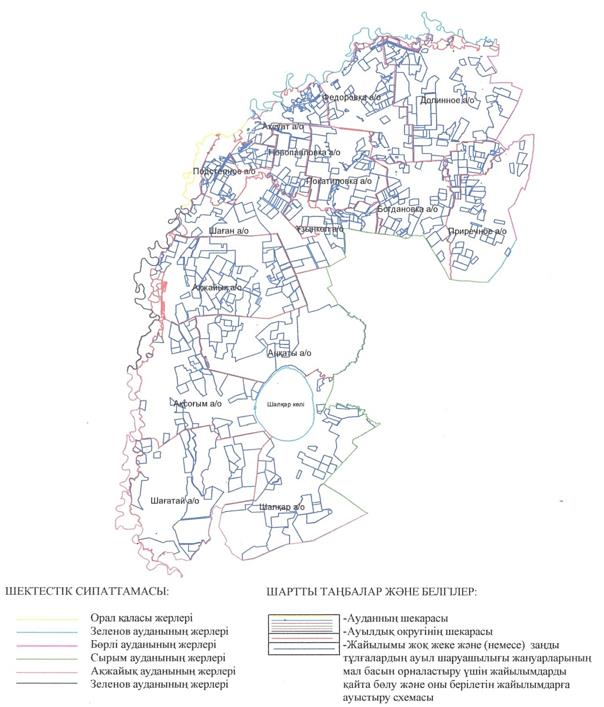 Федоровка а/о
Долинное а/о
Ақсуат а/о
Новопавловка а/о
Подстепное а/о
Покатиловка а/о
Богдановка а/о
Ұзынкөл а/о
Шаған а/о
Приречное а/о
Ақжайық а/о
Аңқаты а/о
Ақсоғым а/о
Шалқар көлі
Шағатай а/о
Шалқар а/о
ШЕКТЕСТІК СИПАТТАМАСЫ:
Орал қаласы жерлері
Зеленов ауданының жерлері
Бөрлі ауданының жерлері
Сырым ауданының жерлері
Ақжайық ауданының жерлері
Зеленов ауданының жерлері
ШАРТТЫ ТАҢБАЛАР ЖӘНЕ БЕЛГІЛЕР:
-Ауданның шекарасы
-Ауылдық округінің шекарасы
-Жайылымы жоқ жеке және (немесе) заңды
тұлғалардың ауыл шаруашылығы жануарларының
мал басын орналастыру үшін жайылымдарды
қайта бөлу және оны берілетін жайылымдарға
ауыстыру схемасы